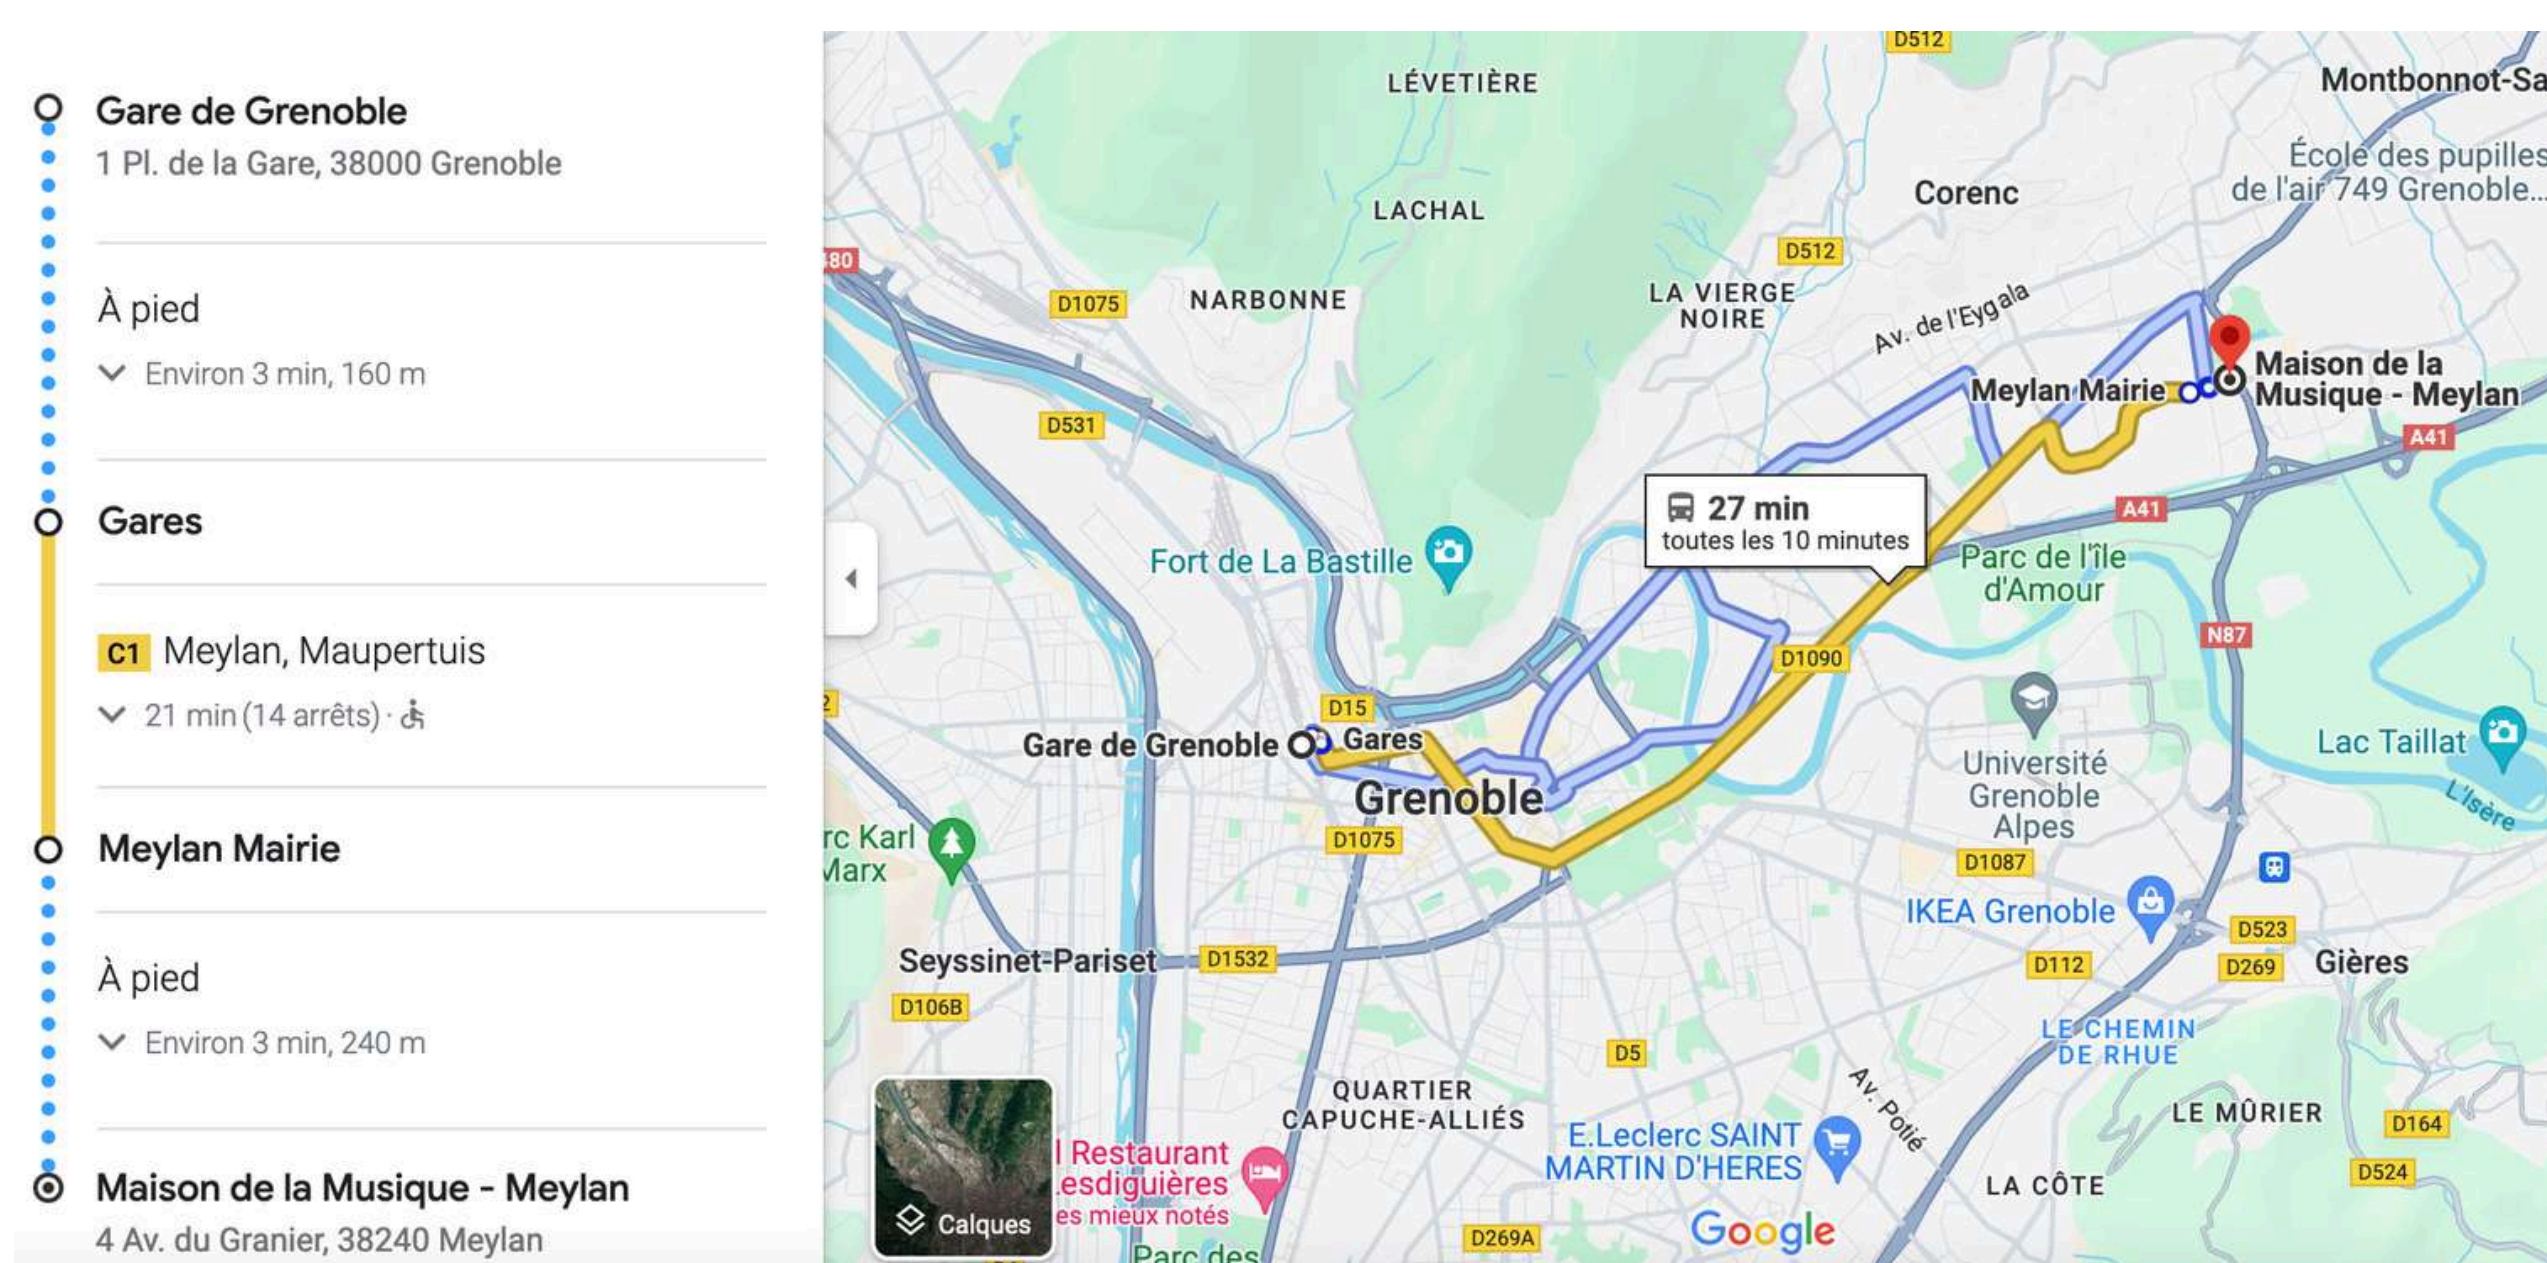 Gare de Grenoble
1 Pl. de la Gare, 38000 Grenoble
À pied
Environ 3 min, 160 m
Gares
C1 Meylan, Maupertuis
21 min (14 arrêts) ·
Meylan Mairie
À pied
Environ 3 min, 240 m
Maison de la Musique - Meylan
4 Av. du Granier, 38240 Meylan
D512
LÉVETIÈRE
Montbonnot-Sa
École des pupilles
de l'air 749 Grenoble...
Corenc
LACHAL
D512
80
D1075
NARBONNE
LA VIERGE
NOIRE
Av. de l'Eygala
Maison de la
Musique - Meylan
Meylan Mairie
D531
A41
27 min
toutes les 10 minutes
A41
Fort de La Bastille
Parc de l'île
d'Amour
N87
D1090
2
D15
Gare de Grenoble
Gares
Lac Taillat
Université
Grenoble
Alpes
L'Isère
Grenoble
D1075
rc Karl
Marx
D1087
IKEA Grenoble
D523
Seyssinet-Pariset
D1532
D112
D269
Gières
D106B
LE CHEMIN
DE RHUE
D5
QUARTIER
CAPUCHE-ALLIÉS
Av. Potié
LE MÛRIER
D164
E.Leclerc SAINT
MARTIN D'HERES
l Restaurant
Lesdiguières
es mieux notés
D524
LA CÔTE
Calques
Google
D269A
Parc des